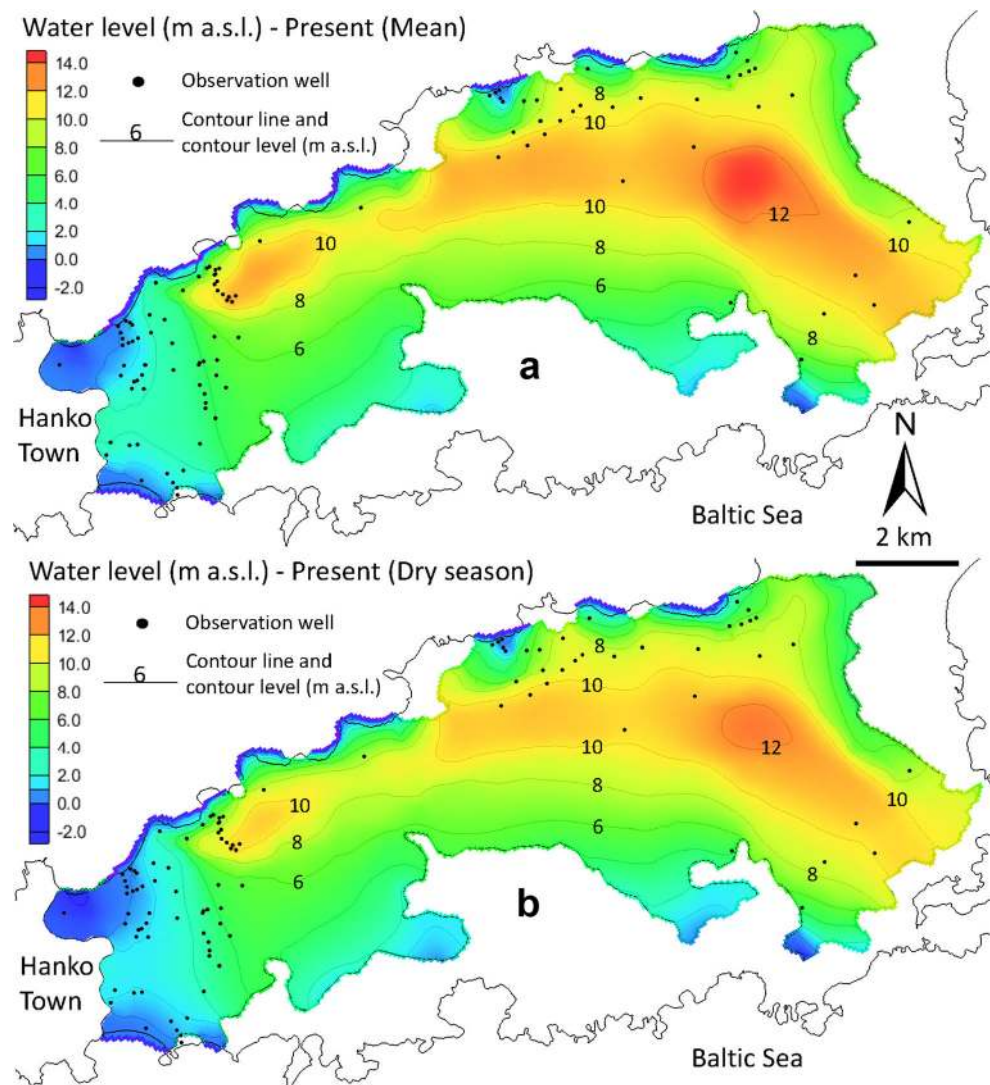 Water level (m a.s.l.) - Present (Mean)
14.0
12.0
10.0
8.0
6.0
4.0
2.0
0.0
-2.0
Observation well
6
Contour line and
contour level (m a.s.l.)
8
10
12
10
10
8
6
10
8
6
8
a
Hanko
Town
N
2 km
Baltic Sea
Water level (m a.s.l.) - Present (Dry season)
14.0
12.0
10.0
8.0
6.0
4.0
2.0
0.0
-2.0
Observation well
6
Contour line and
contour level (m a.s.l.)
8
10
12
10
10
8
6
10
8
6
8
b
Hanko
Town
Baltic Sea